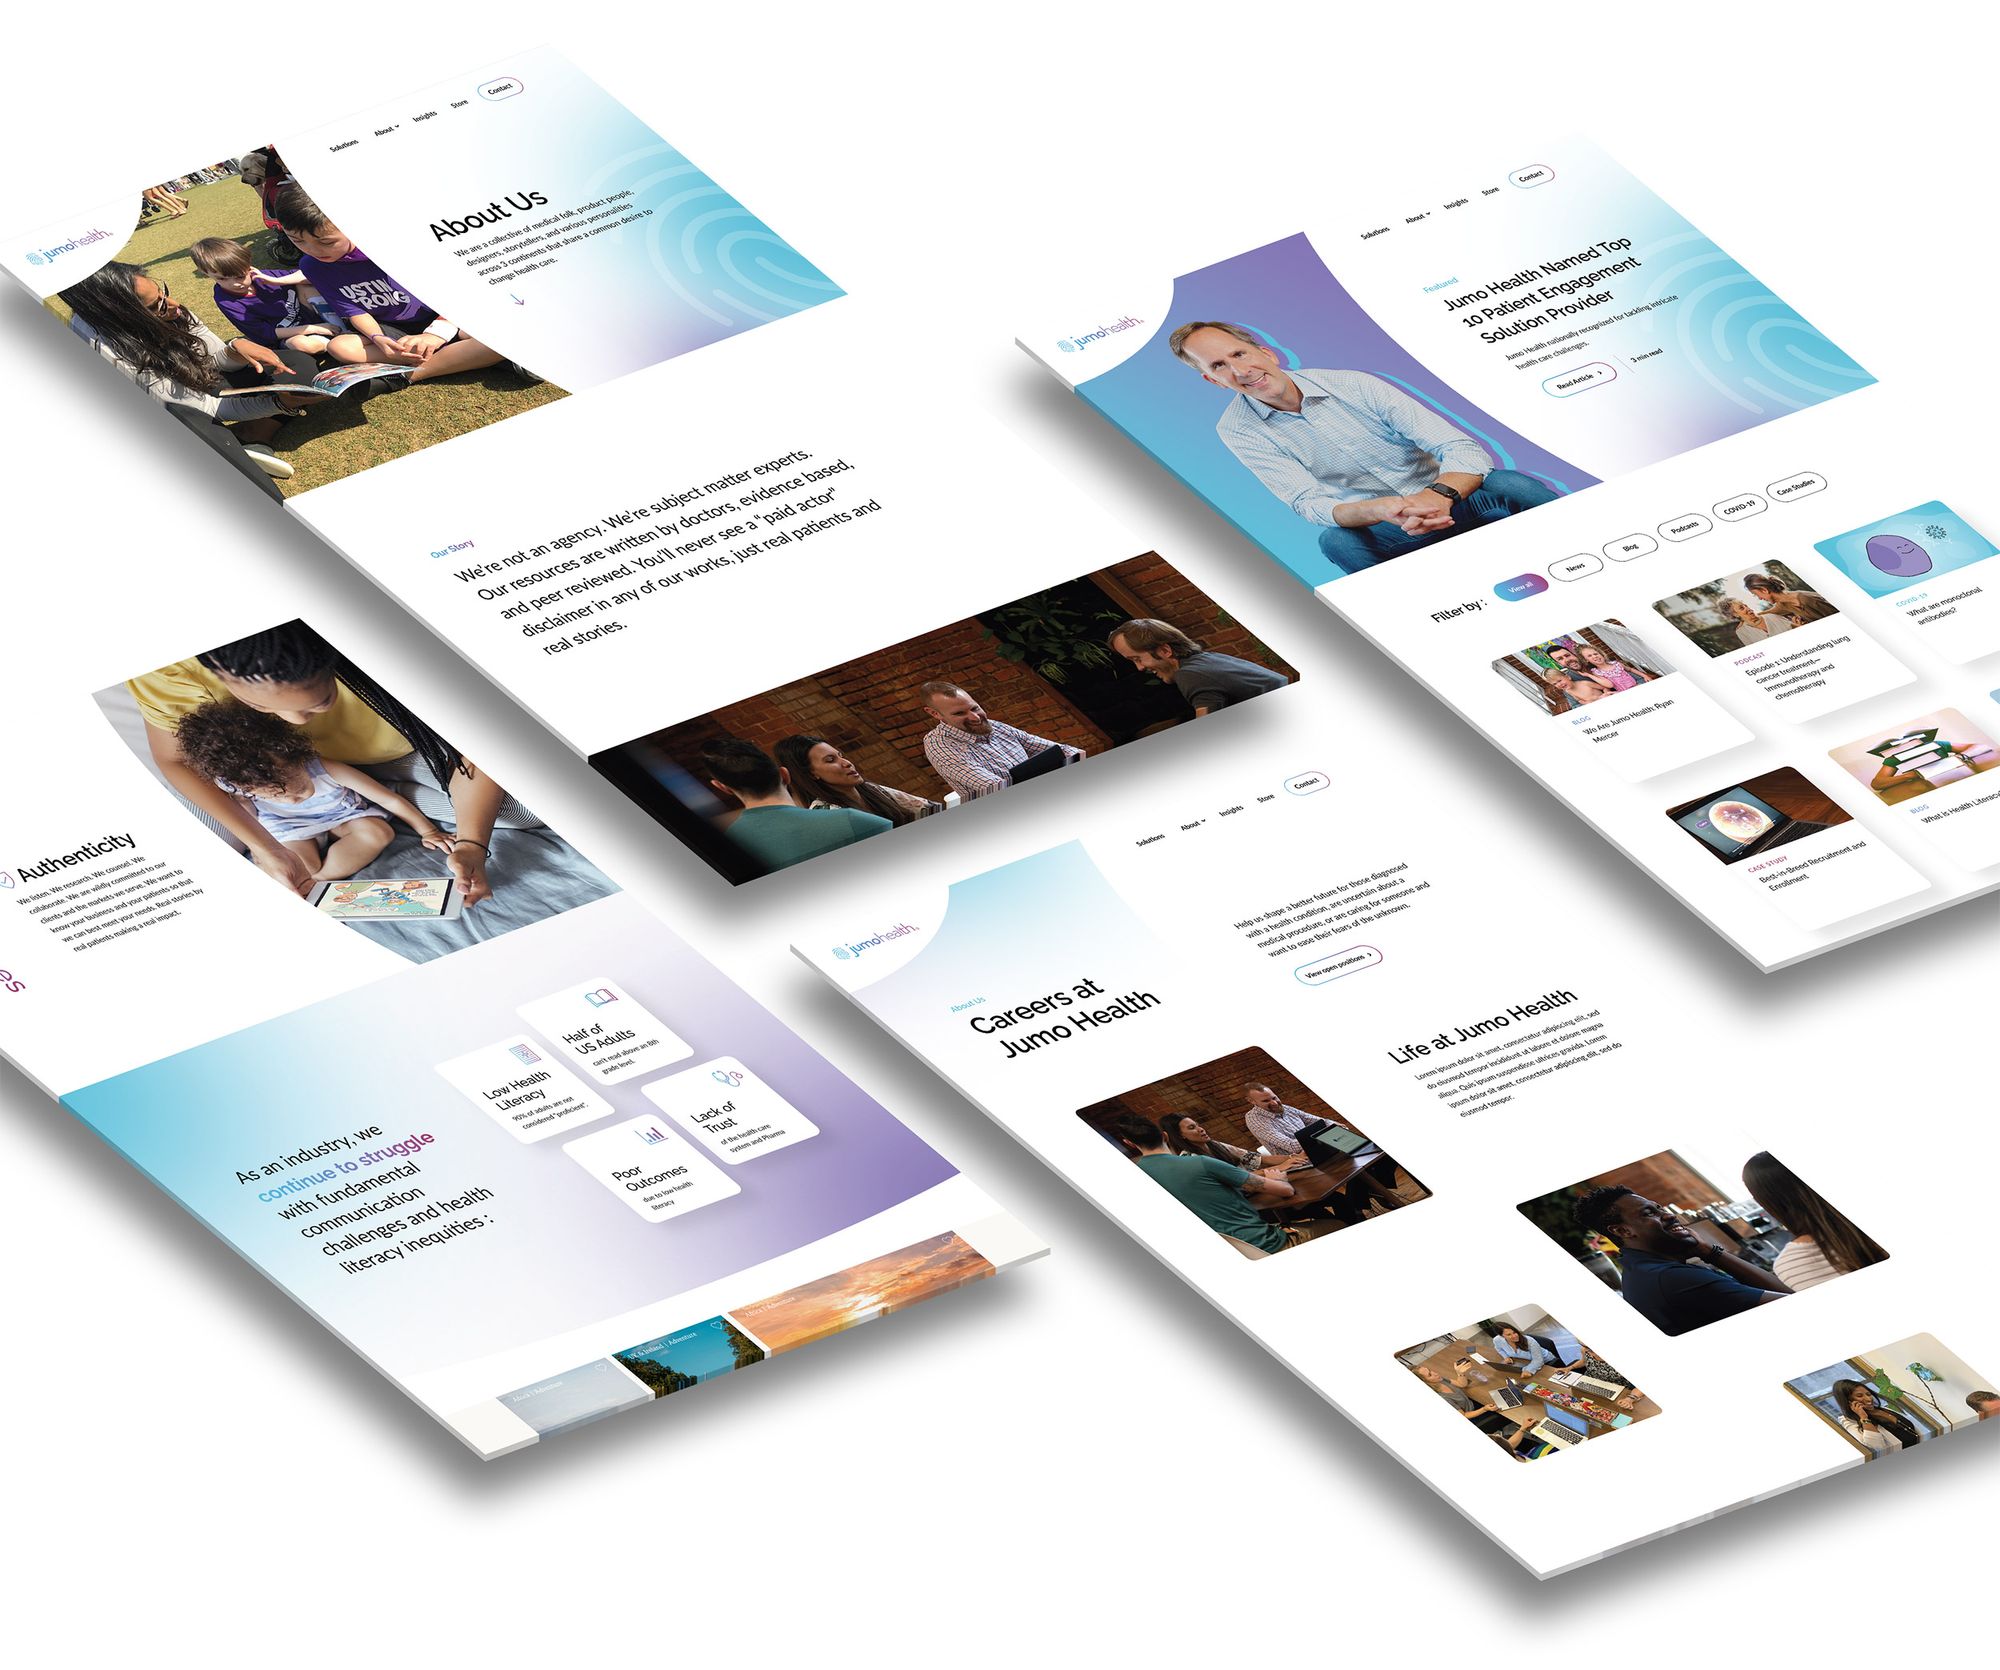 jumohealth
Solutions
About
Insights
Store
Contact
About Us
We are a collective of medical folk, product people,
designers, storytellers, and various personalities
across 3 continents that share a common desire to
change health care.
Our Story
We're not an agency. We're subject matter experts.
Our resources are written by doctors, evidence based,
and peer reviewed. You'll never see a "paid actor"
disclaimer in any of our works, just real patients and
real stories.
jumohealth
Solutions
About
Insights
Store
Contact
Featured
Jumo Health Named Top
10 Patient Engagement
Solution Provider
Jumo Health nationally recognized for tackling intricate
health care challenges.
Read Article
3 min read
Filter by :
View all
News
Blog
Podcasts
COVID-19
Case Studies
BLOG
We Are Jumo Health: Ryan
Mercer
PODCAST
Episode 1: Understanding lung
cancer treatment—
Immunotherapy and
chemotherapy
COVID-19
What are monoclonal
antibodies?
CASE STUDY
Best-in-Breed Recruitment and
Enrollment
BLOG
What is Health Literacy
Authenticity
We listen. We research. We counsel. We
collaborate. We are wildly committed to our
clients and the markets we serve. We want to
know your business and your patients so that
we can best meet your needs. Real stories by
real patients making a real impact.
As an industry, we
continue to struggle
with fundamental
communication
challenges and health
literacy inequities :
Low Health
Literacy
90% of adults are not
considered "proficient".
Half of
US Adults
can't read above an 8th
grade level.
Poor
Outcomes
due to low health
literacy
Lack of
Trust
of the health care
system and Pharma
Africa | Adventure
UK & Ireland | Adventure
Africa | Adventure
jumohealth
Solutions
About
Insights
Store
Contact
About Us
Careers at
Jumo Health
Help us shape a better future for those diagnosed
with a health condition, are uncertain about a
medical procedure, or are caring for someone and
want to ease their fears of the unknown.
View open positions
Life at Jumo Health
Lorem ipsum dolor sit amet, consectetur adipiscing elit, sed
do eiusmod tempor incididunt ut labore et dolore magna
aliqua. Quis ipsum suspendisse ultrices gravida. Lorem
ipsum dolor sit amet, consectetur adipiscing elit, sed do
eiusmod tempor.